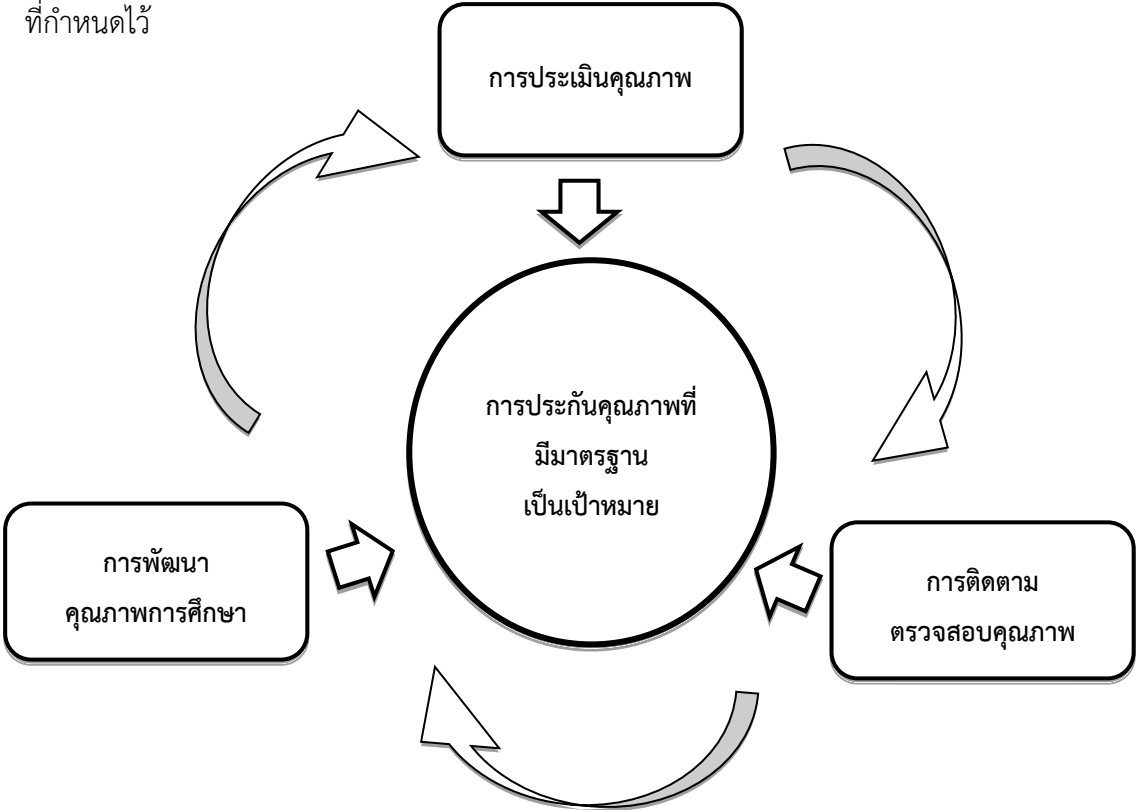 ที่กำหนดไว้
การประเมินคุณภาพ
การประกันคุณภาพที่
มีมาตรฐาน
เป็นเป้าหมาย
การพัฒนา
คุณภาพการศึกษา
การติดตาม
ตรวจสอบคุณภาพ